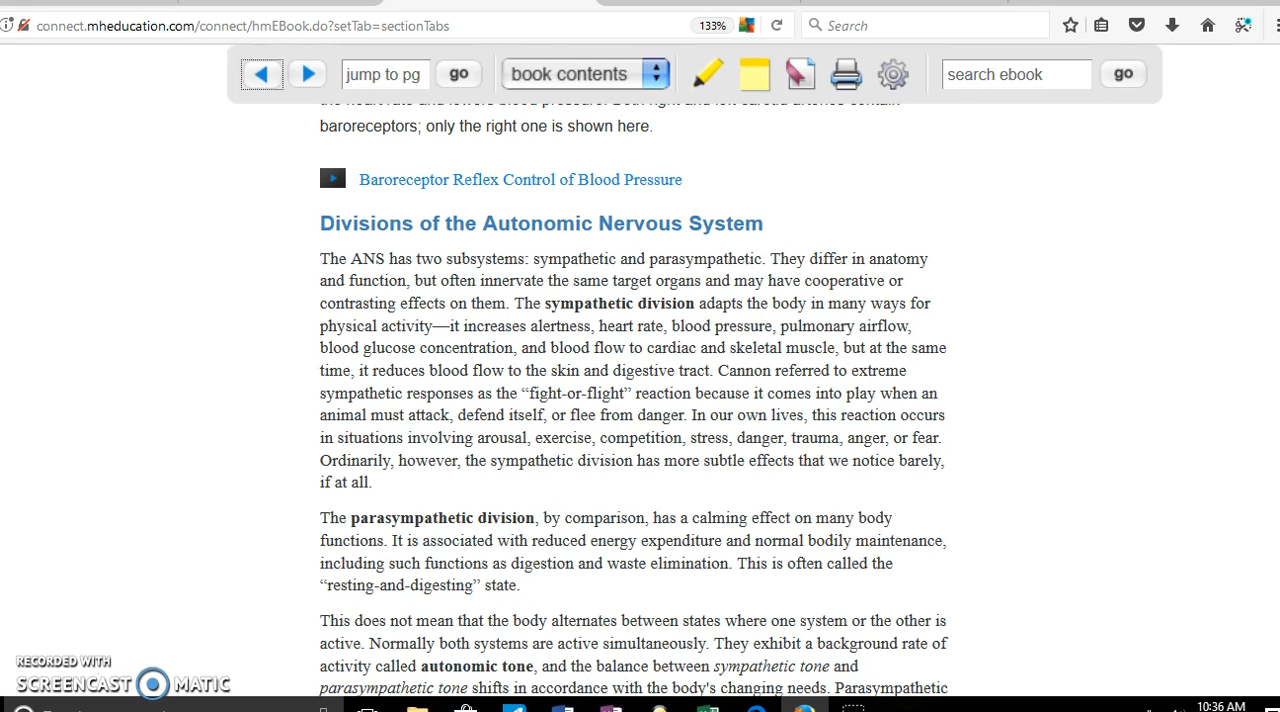 connect.mheducation.com/connect/hmEBook.do?setTab=sectionTabs
133%
Search
jump to pg
go
book contents
search ebook
go
the heart rate and lowers blood pressure. Both right and left carotid arteries contain
baroreceptors; only the right one is shown here.
Baroreceptor Reflex Control of Blood Pressure
Divisions of the Autonomic Nervous System
The ANS has two subsystems: sympathetic and parasympathetic. They differ in anatomy
and function, but often innervate the same target organs and may have cooperative or
contrasting effects on them. The sympathetic division adapts the body in many ways for
physical activity—it increases alertness, heart rate, blood pressure, pulmonary airflow,
blood glucose concentration, and blood flow to cardiac and skeletal muscle, but at the same
time, it reduces blood flow to the skin and digestive tract. Cannon referred to extreme
sympathetic responses as the “fight-or-flight” reaction because it comes into play when an
animal must attack, defend itself, or flee from danger. In our own lives, this reaction occurs
in situations involving arousal, exercise, competition, stress, danger, trauma, anger, or fear.
Ordinarily, however, the sympathetic division has more subtle effects that we notice barely,
if at all.
The parasympathetic division, by comparison, has a calming effect on many body
functions. It is associated with reduced energy expenditure and normal bodily maintenance,
including such functions as digestion and waste elimination. This is often called the
“resting-and-digesting” state.
This does not mean that the body alternates between states where one system or the other is
active. Normally both systems are active simultaneously. They exhibit a background rate of
activity called autonomic tone, and the balance between sympathetic tone and
parasympathetic tone shifts in accordance with the body's changing needs. Parasympathetic
RECORDED WITH
SCREENCAST MATIC
10:36 AM